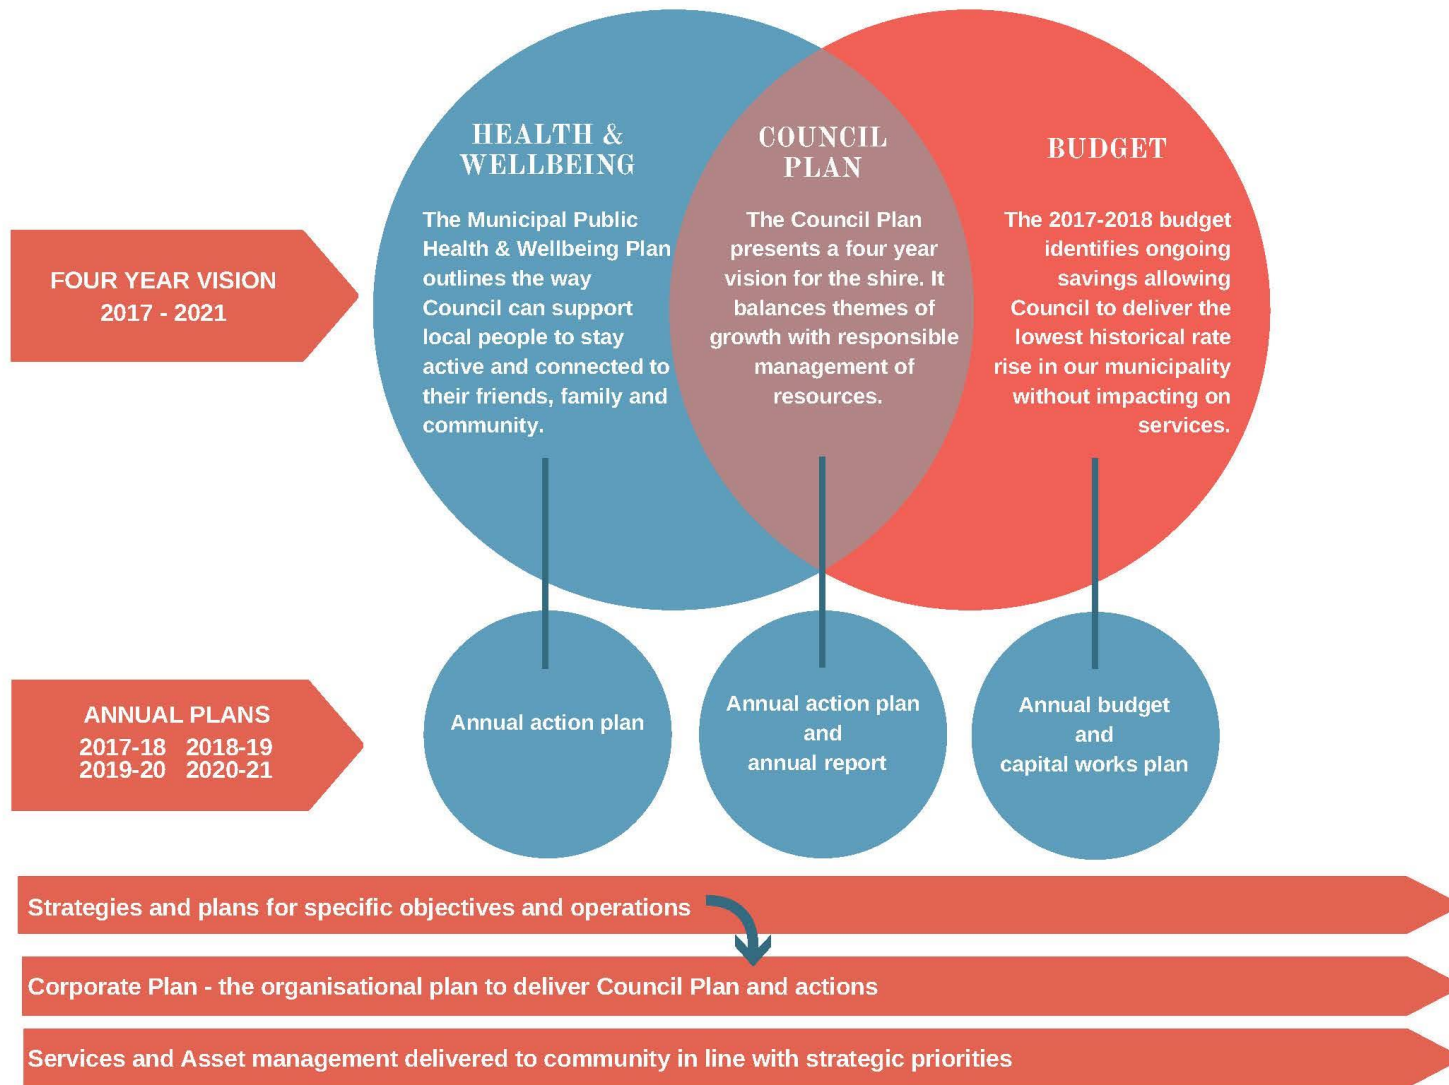 HEALTH &
WELLBEING
The Municipal Public
Health & Wellbeing Plan
outlines the way
Council can support
local people to stay
active and connected to
their friends, family and
community.
COUNCIL
PLAN
The Council Plan
presents a four year
vision for the shire. It
balances themes of
growth with responsible
management of
resources.
BUDGET
The 2017-2018 budget
identifies ongoing
savings allowing
Council to deliver the
lowest historical rate
rise in our municipality
without impacting on
services.
FOUR YEAR VISION
2017 - 2021
ANNUAL PLANS
2017-18 2018-19
2019-20 2020-21
Annual action plan
Annual action plan
and
annual report
Annual budget
and
capital works plan
Strategies and plans for specific objectives and operations
Corporate Plan - the organisational plan to deliver Council Plan and actions
Services and Asset management delivered to community in line with strategic priorities